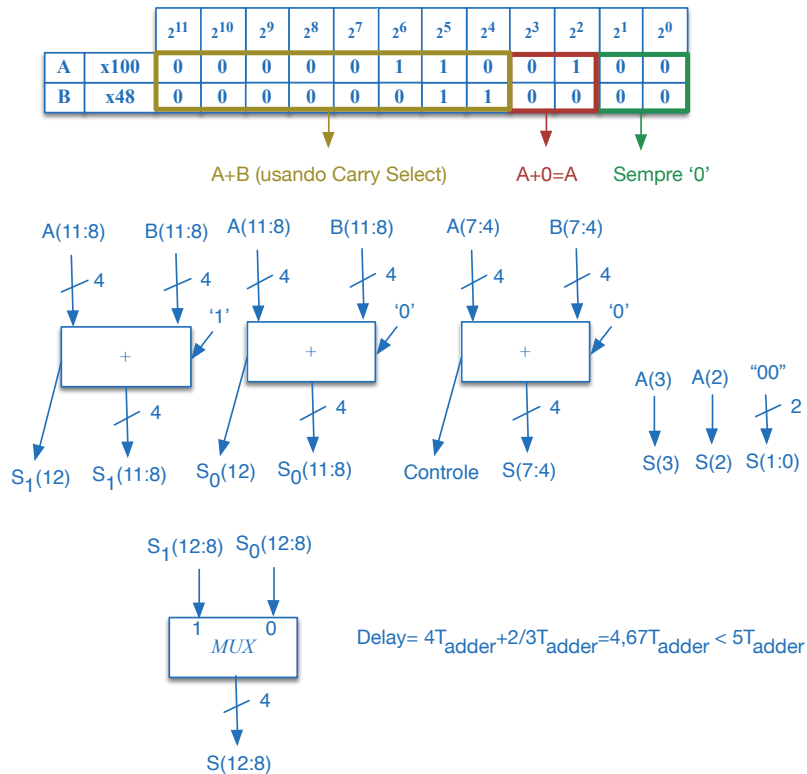 2^11 2^10 2^9 2^8 2^7 2^6 2^5 2^4 2^3 2^2 2^1 2^0
A x100 0 0 0 0 0 1 1 0 0 1 0 0
B x48 0 0 0 0 0 0 1 1 0 0 0 0
A+B (usando Carry Select) A+0=A Sempre ‘0’
A(11:8) B(11:8) A(11:8) B(11:8) A(7:4) B(7:4)
4 4 4 4 4 4
‘1’ ‘0’ ‘0’
+ + +
A(3) A(2) “00”
4 4 4 2
S1(12) S1(11:8) S0(12) S0(11:8) Controle S(7:4) S(3) S(2) S(1:0)
S1(12:8) S0(12:8)
1 0
MUX
Delay= 4Tadder+2/3Tadder=4,67Tadder < 5Tadder
4
S(12:8)